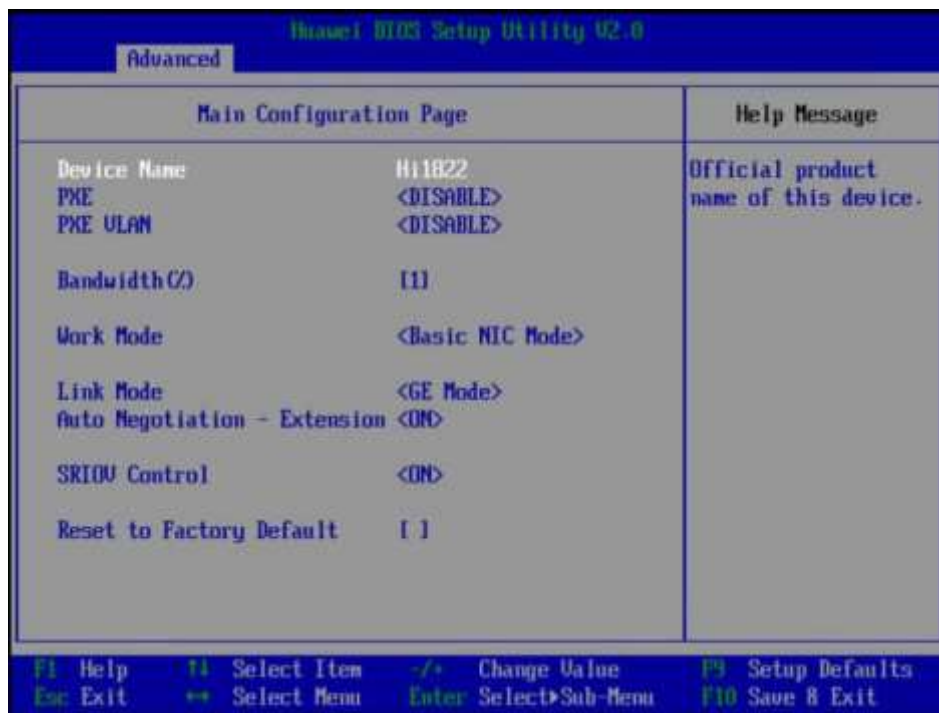 Huawei BIOS Setup Utility V2.0
Advanced
Main Configuration Page
Help Message
Device Name Hi1822
PXE <DISABLE>
PXE VLAN <DISABLE>
Bandwidth(%) [1]
Work Mode <Basic NIC Mode>
Link Mode <GE Mode>
Auto Negotiation - Extension <ON>
SRIOV Control <ON>
Reset to Factory Default [ ]
Official product
name of this device.
F1 Help ↑↓ Select Item -/+ Change Value F9 Setup Defaults
Esc Exit ↔ Select Menu Enter Select▶Sub-Menu F10 Save & Exit